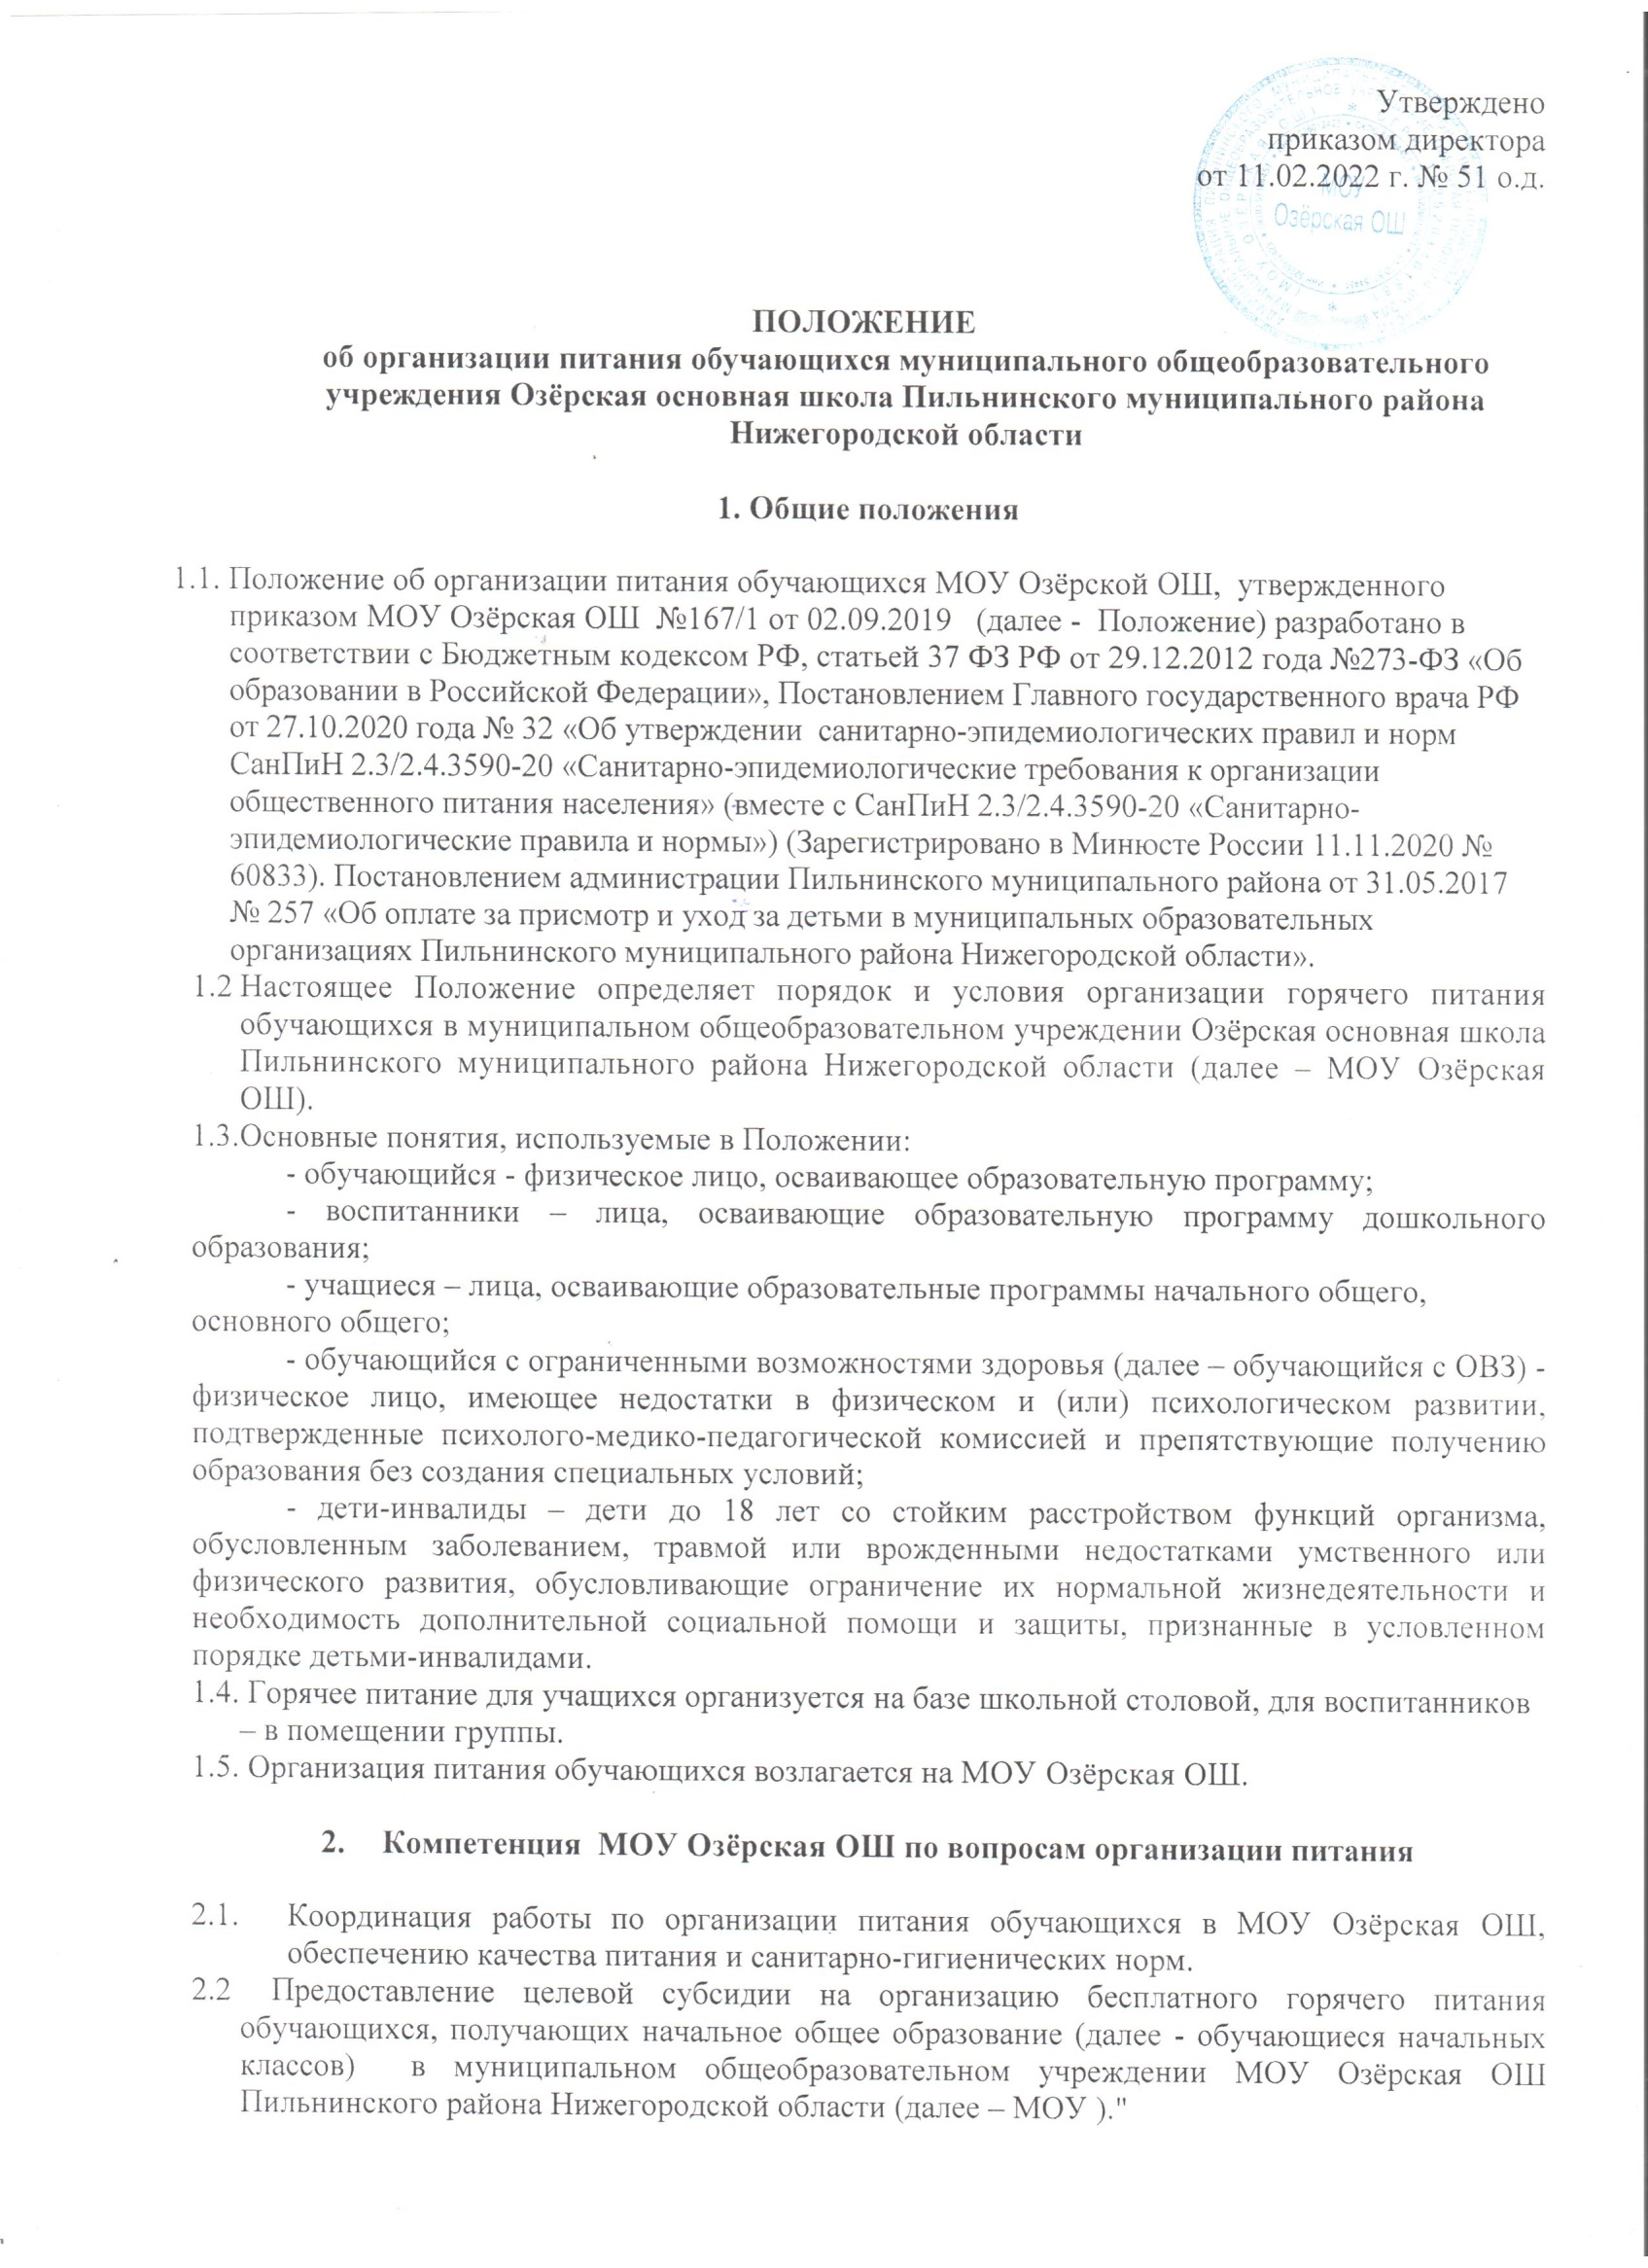 Утверждено
приказом директора
от 11.02.2022 г. № 51 о.д.
МОУ
Озёрская ОШ
ПОЛОЖЕНИЕ
об организации питания обучающихся муниципального общеобразовательного
учреждения Озёрская основная школа Пильнинского муниципального района
Нижегородской области
1. Общие положения
1.1. Положение об организации питания обучающихся МОУ Озёрской ОШ, утвержденного
приказом МОУ Озёрская ОШ №167/1 от 02.09.2019 (далее - Положение) разработано в
соответствии с Бюджетным кодексом РФ, статьей 37 ФЗ РФ от 29.12.2012 года №273-ФЗ «Об
образовании в Российской Федерации», Постановлением Главного государственного врача РФ
от 27.10.2020 года № 32 «Об утверждении санитарно-эпидемиологических правил и норм
СанПиН 2.3/2.4.3590-20 «Санитарно-эпидемиологические требования к организации
общественного питания населения» (вместе с СанПиН 2.3/2.4.3590-20 «Санитарно-
эпидемиологические правила и нормы») (Зарегистрировано в Минюсте России 11.11.2020 №
60833). Постановлением администрации Пильнинского муниципального района от 31.05.2017
№ 257 «Об оплате за присмотр и уход за детьми в муниципальных образовательных
организациях Пильнинского муниципального района Нижегородской области».
1.2 Настоящее Положение определяет порядок и условия организации горячего питания
обучающихся в муниципальном общеобразовательном учреждении Озёрская основная школа
Пильнинского муниципального района Нижегородской области (далее – МОУ Озёрская
ОШ).
1.3.Основные понятия, используемые в Положении:
- обучающийся - физическое лицо, осваивающее образовательную программу;
- воспитанники – лица, осваивающие образовательную программу дошкольного
образования;
- учащиеся – лица, осваивающие образовательные программы начального общего,
основного общего;
- обучающийся с ограниченными возможностями здоровья (далее – обучающийся с ОВЗ) -
физическое лицо, имеющее недостатки в физическом и (или) психологическом развитии,
подтвержденные психолого-медико-педагогической комиссией и препятствующие получению
образования без создания специальных условий;
- дети-инвалиды – дети до 18 лет со стойким расстройством функций организма,
обусловленным заболеванием, травмой или врожденными недостатками умственного или
физического развития, обусловливающие ограничение их нормальной жизнедеятельности и
необходимость дополнительной социальной помощи и защиты, признанные в условленном
порядке детьми-инвалидами.
1.4. Горячее питание для учащихся организуется на базе школьной столовой, для воспитанников
– в помещении группы.
1.5. Организация питания обучающихся возлагается на МОУ Озёрская ОШ.
2. Компетенция МОУ Озёрская ОШ по вопросам организации питания
2.1. Координация работы по организации питания обучающихся в МОУ Озёрская ОШ,
обеспечению качества питания и санитарно-гигиенических норм.
2.2 Предоставление целевой субсидии на организацию бесплатного горячего питания
обучающихся, получающих начальное общее образование (далее - обучающиеся начальных
классов) в муниципальном общеобразовательном учреждении МОУ Озёрская ОШ
Пильнинского района Нижегородской области (далее – МОУ )."